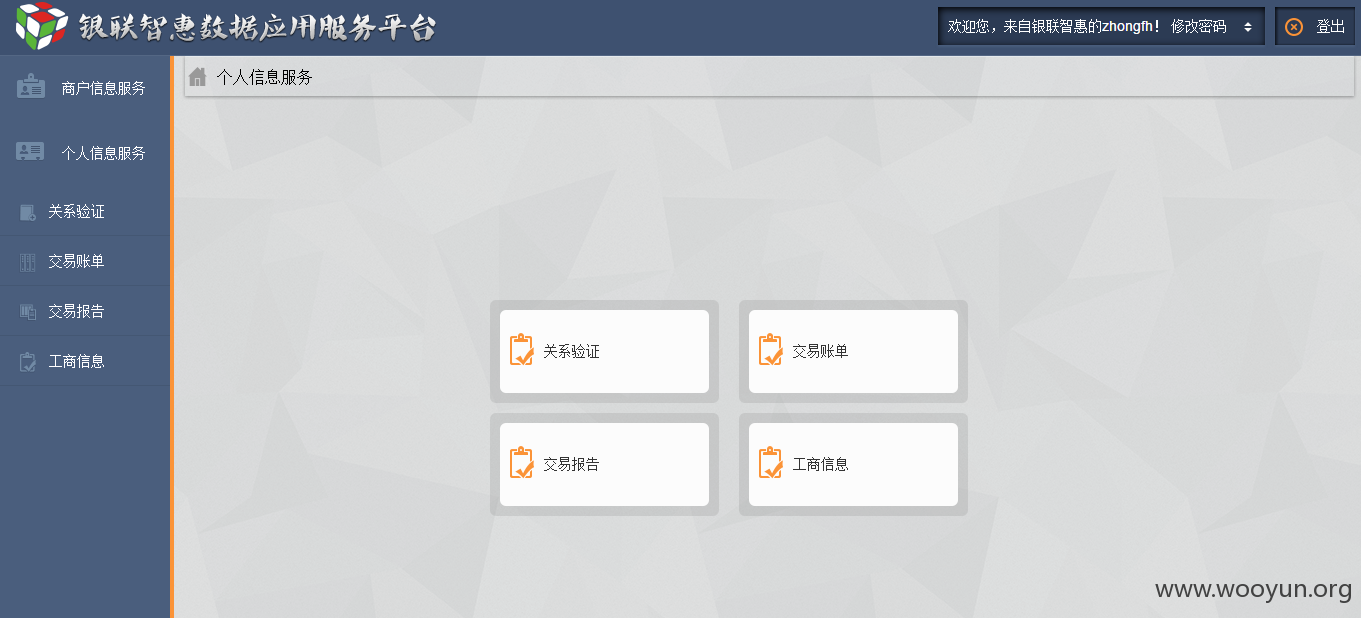 银联智惠数据应用服务平台
欢迎您，来自银联智惠的zhongfh！ 修改密码
登出
商户信息服务
个人信息服务
关系验证
交易账单
交易报告
工商信息
个人信息服务
关系验证
交易账单
交易报告
工商信息
www.wooyun.org